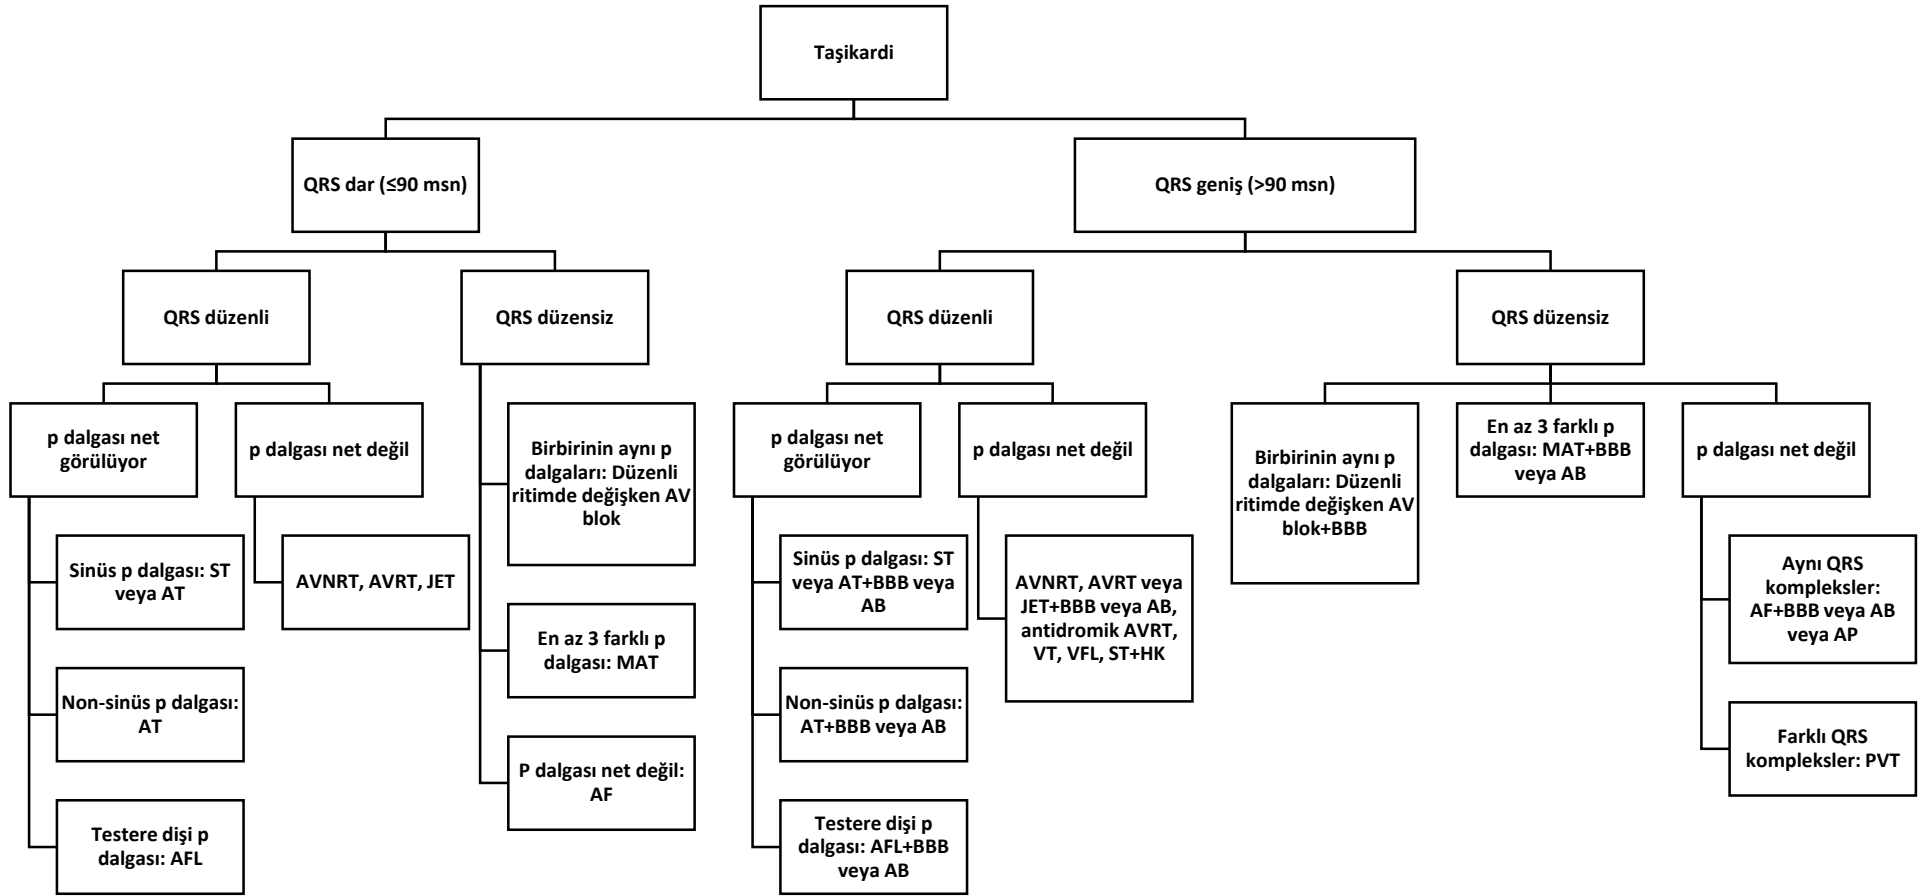 Taşikardi
QRS dar (≤90 msn)
QRS geniş (>90 msn)
QRS düzenli
QRS düzensiz
QRS düzenli
QRS düzensiz
p dalgası net
görülüyor
p dalgası net değil
Birbirinin aynı p
dalgaları: Düzenli
ritimde değişken AV
blok
p dalgası net
görülüyor
p dalgası net değil
Birbirinin aynı p
dalgaları: Düzenli
ritimde değişken AV
blok+BBB
En az 3 farklı p
dalgası: MAT+BBB
veya AB
p dalgası net değil
Sinüs p dalgası: ST
veya AT
AVNRT, AVRT, JET
En az 3 farklı p
dalgası: MAT
Sinüs p dalgası: ST
veya AT+BBB veya
AB
AVNRT, AVRT veya
JET+BBB veya AB,
antidromik AVRT,
VT, VFL, ST+HK
Aynı QRS
kompleksler:
AF+BBB veya AB
veya AP
Non-sinüs p dalgası:
AT
P dalgası net değil:
AF
Non-sinüs p dalgası:
AT+BBB veya AB
Farklı QRS
kompleksler: PVT
Testere dişi p
dalgası: AFL
Testere dişi p
dalgası: AFL+BBB
veya AB